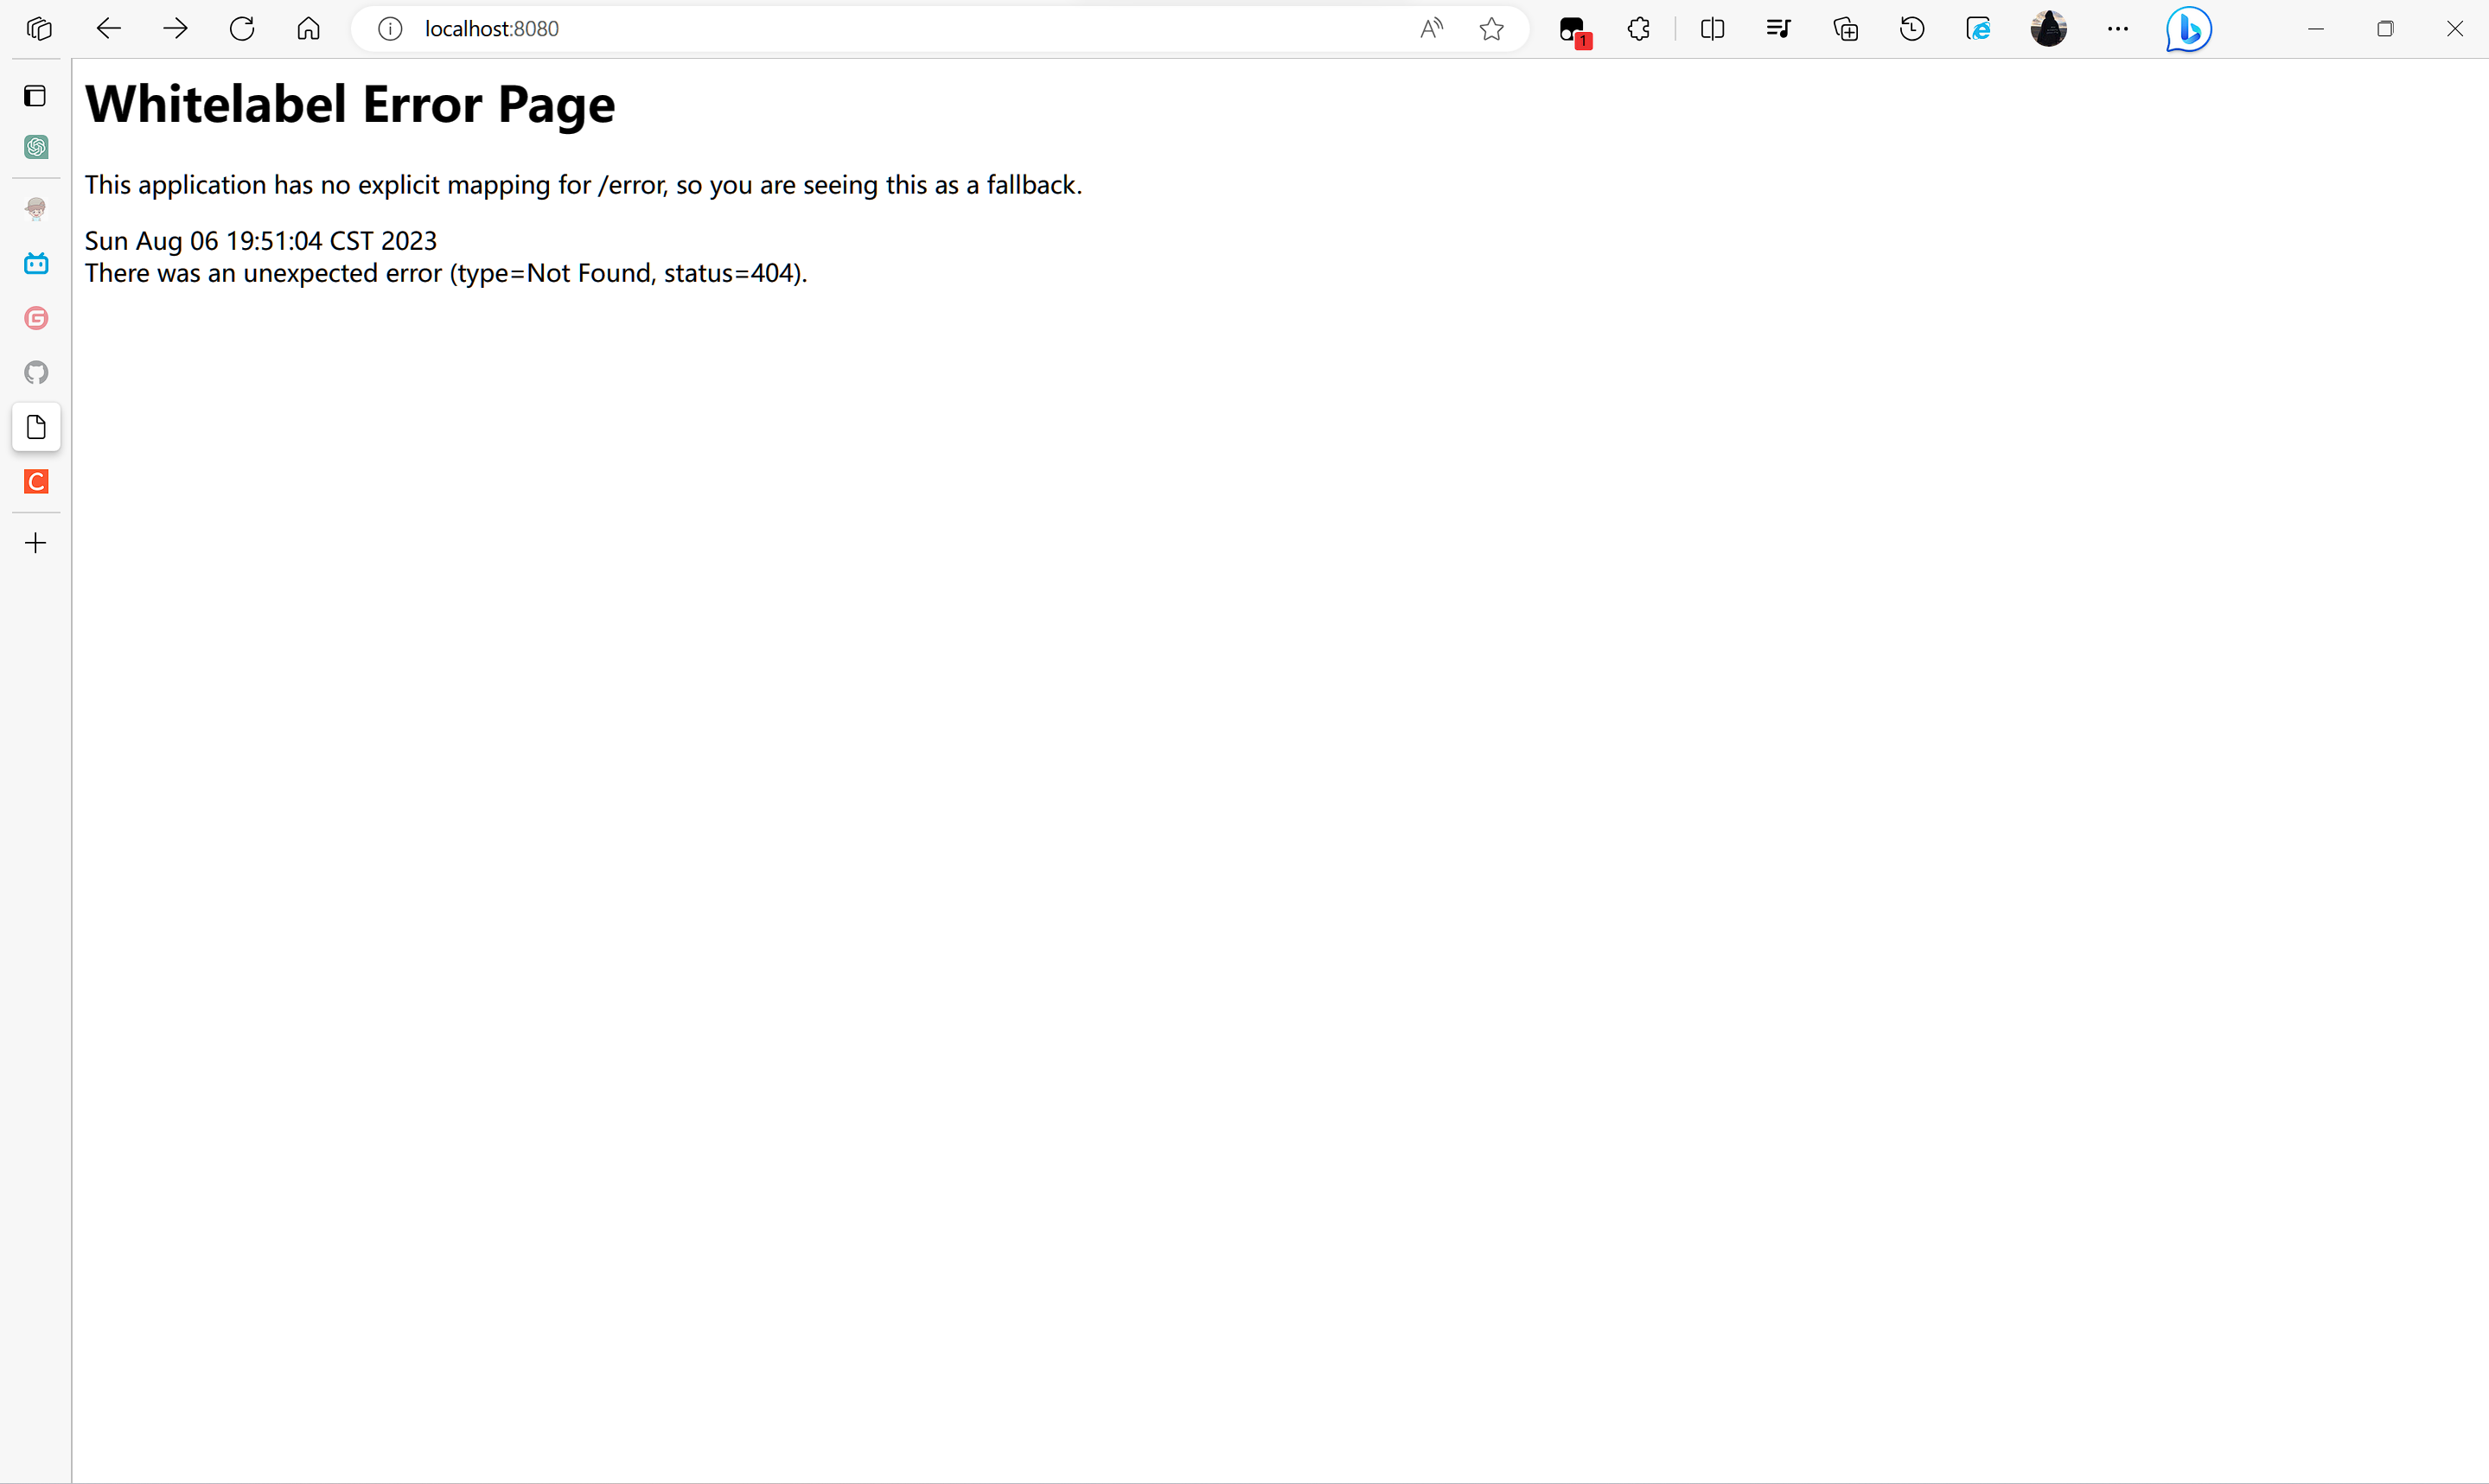 localhost:8080
1
Whitelabel Error Page
This application has no explicit mapping for /error, so you are seeing this as a fallback.
Sun Aug 06 19:51:04 CST 2023
There was an unexpected error (type=Not Found, status=404).